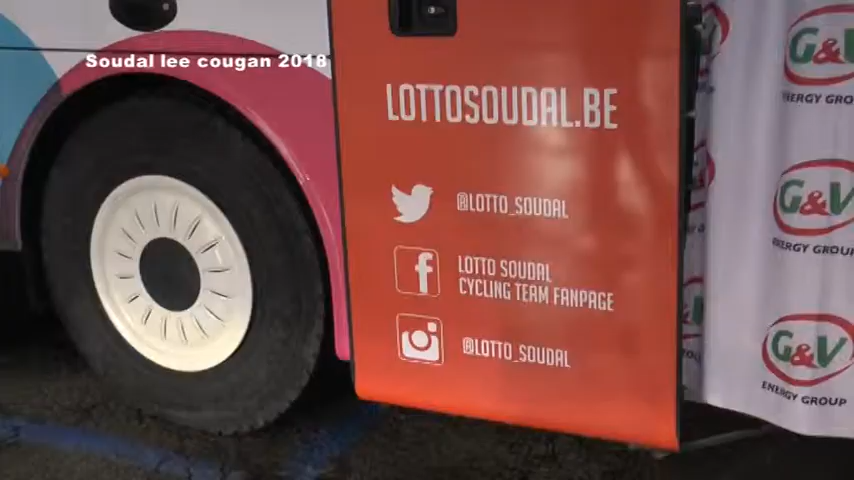 Soudal lee cougan 2018
LOTTOSOUDAL.BE
@LOTTO_SOUDAL
LOTTO SOUDAL
CYCLING TEAM FANPAGE
@LOTTO_SOUDAL
G&V
ENERGY GROUP
G&V
ENERGY GROUP
G&V
ENERGY GROUP